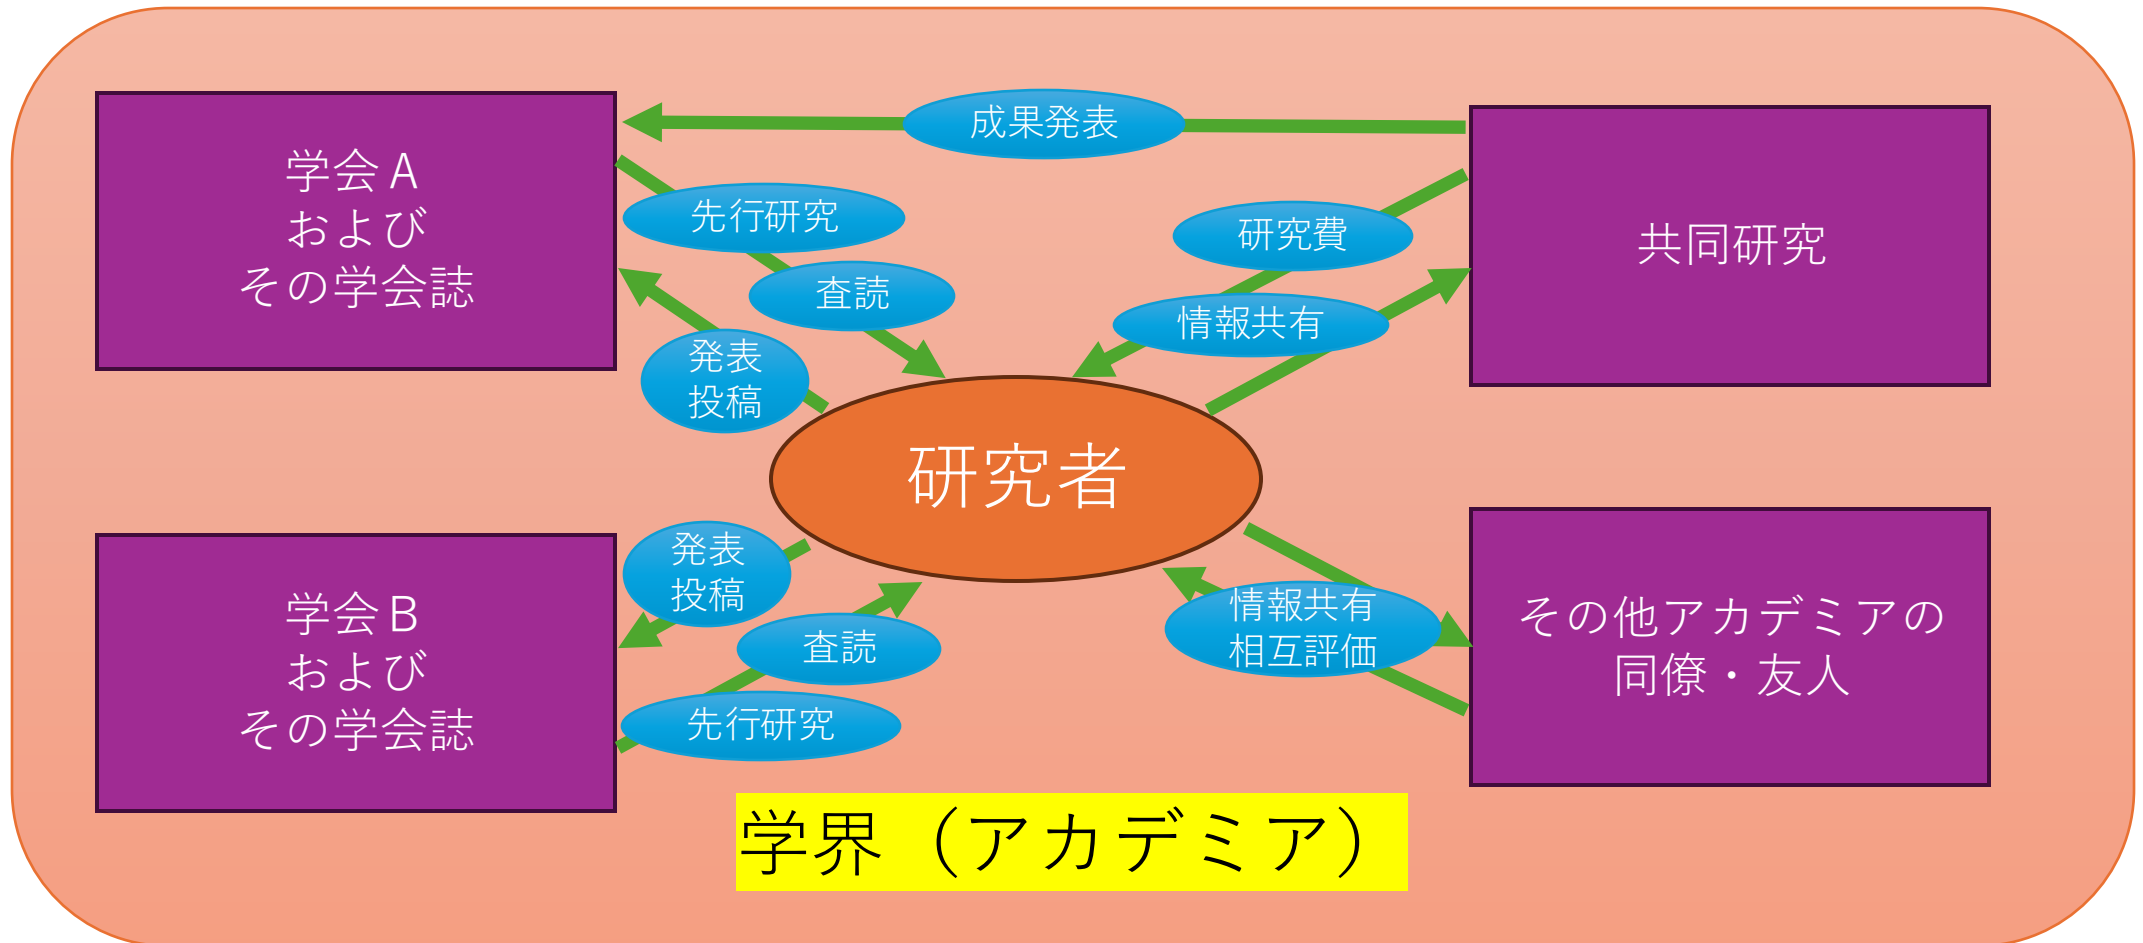 成果発表
学会A
および
その学会誌
先行研究
査読
発表
投稿
研究費
情報共有
共同研究
研究者
学会B
および
その学会誌
発表
投稿
査読
先行研究
情報共有
相互評価
その他アカデミアの
同僚・友人
学界（アカデミア）